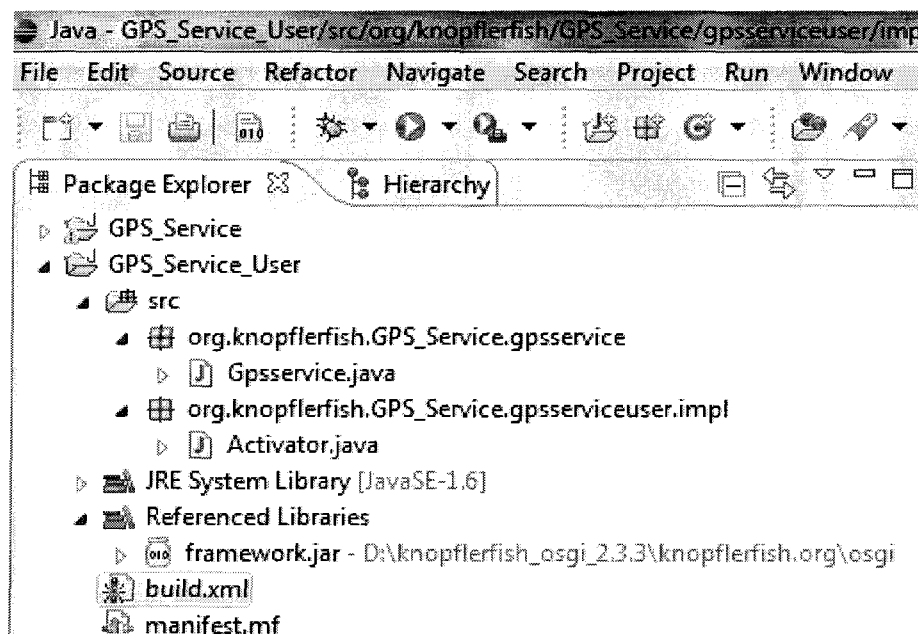 Java - GPS_Service_User/src/org/knopflerfish/GPS_Service/gpsserviceuser/imp
File Edit Source Refactor Navigate Search Project Run Window
Package Explorer Hierarchy
GPS_Service
GPS_Service_User
src
org.knopflerfish.GPS_Service.gpsservice
Gpsservice.java
org.knopflerfish.GPS_Service.gpsserviceuser.impl
Activator.java
JRE System Library [JavaSE-1.6]
Referenced Libraries
framework.jar - D:\knopflerfish_osgi_2.3.3\knopflerfish.org\osgi
build.xml
manifest.mf